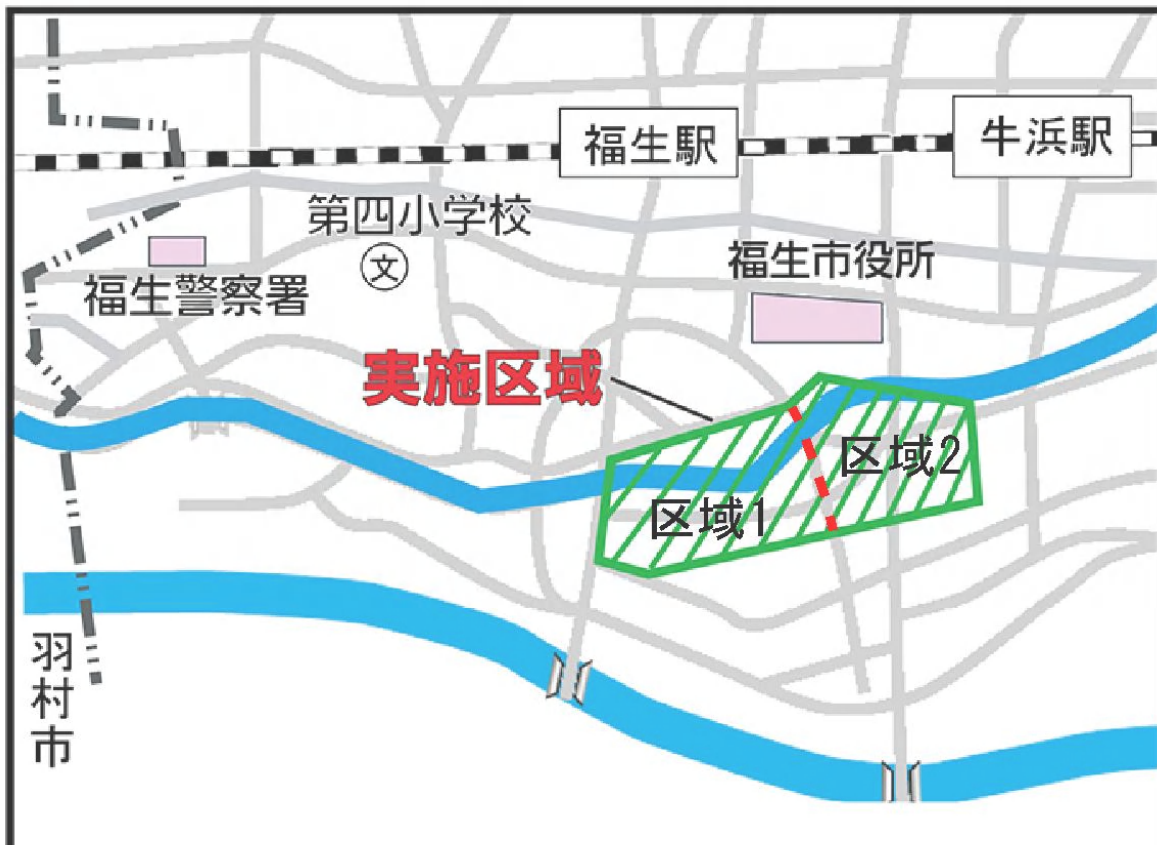 福生駅
牛浜駅
第四小学校
文
福生市役所
福生警察署
実施区域
区域2
区域1
羽村市